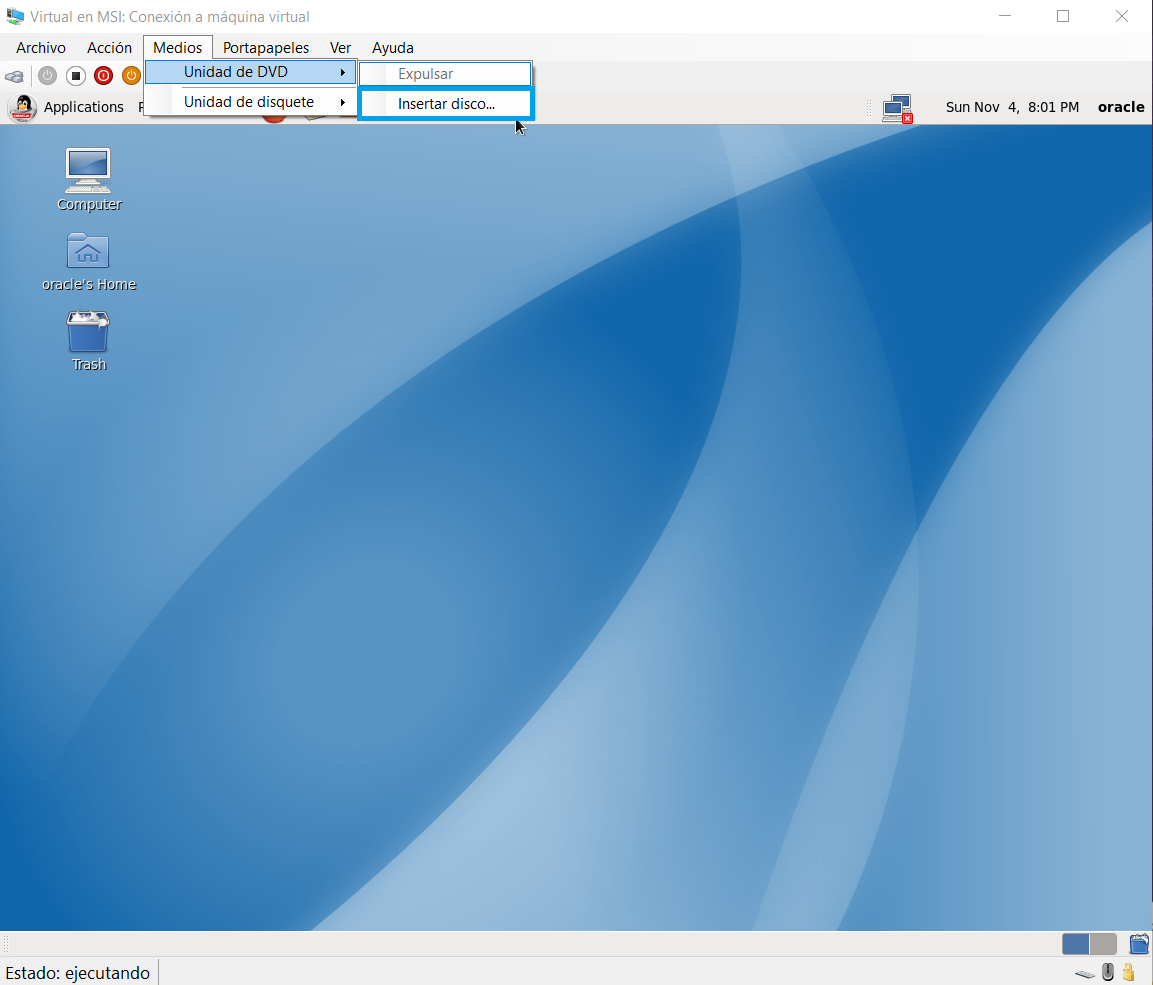 Virtual en MSI: Conexión a máquina virtual
Archivo Acción Medios Portapapeles Ver Ayuda
Unidad de DVD
Expulsar
Unidad de disquete
Insertar disco...
Applications
Sun Nov 4, 8:01 PM oracle
Computer
oracle's Home
Trash
Estado: ejecutando